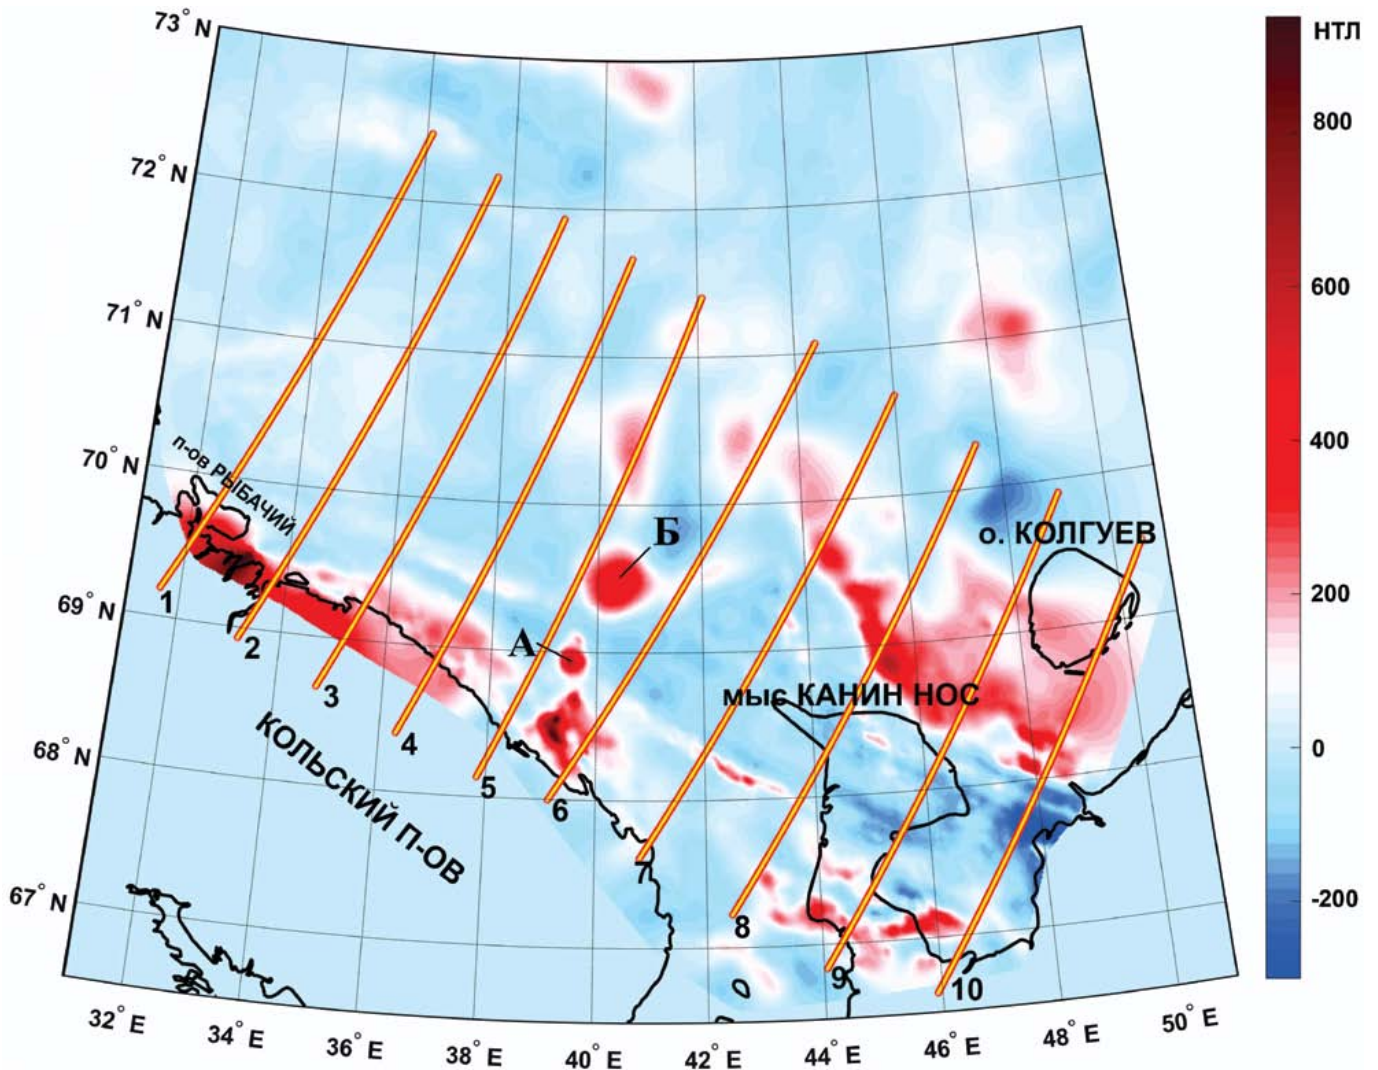 73° N
НТЛ
800
72° N
600
71° N
400
70° N
п-ов РЫБАЧИЙ
Б
о. КОЛГУЕВ
200
69° N
1
А
2
мыс КАНИН НОС
3
КОЛЬСКИЙ П-ОВ
4
68° N
0
5
6
7
67° N
-200
8
9
10
32° E
34° E
36° E
38° E
40° E
42° E
44° E
46° E
48° E
50° E